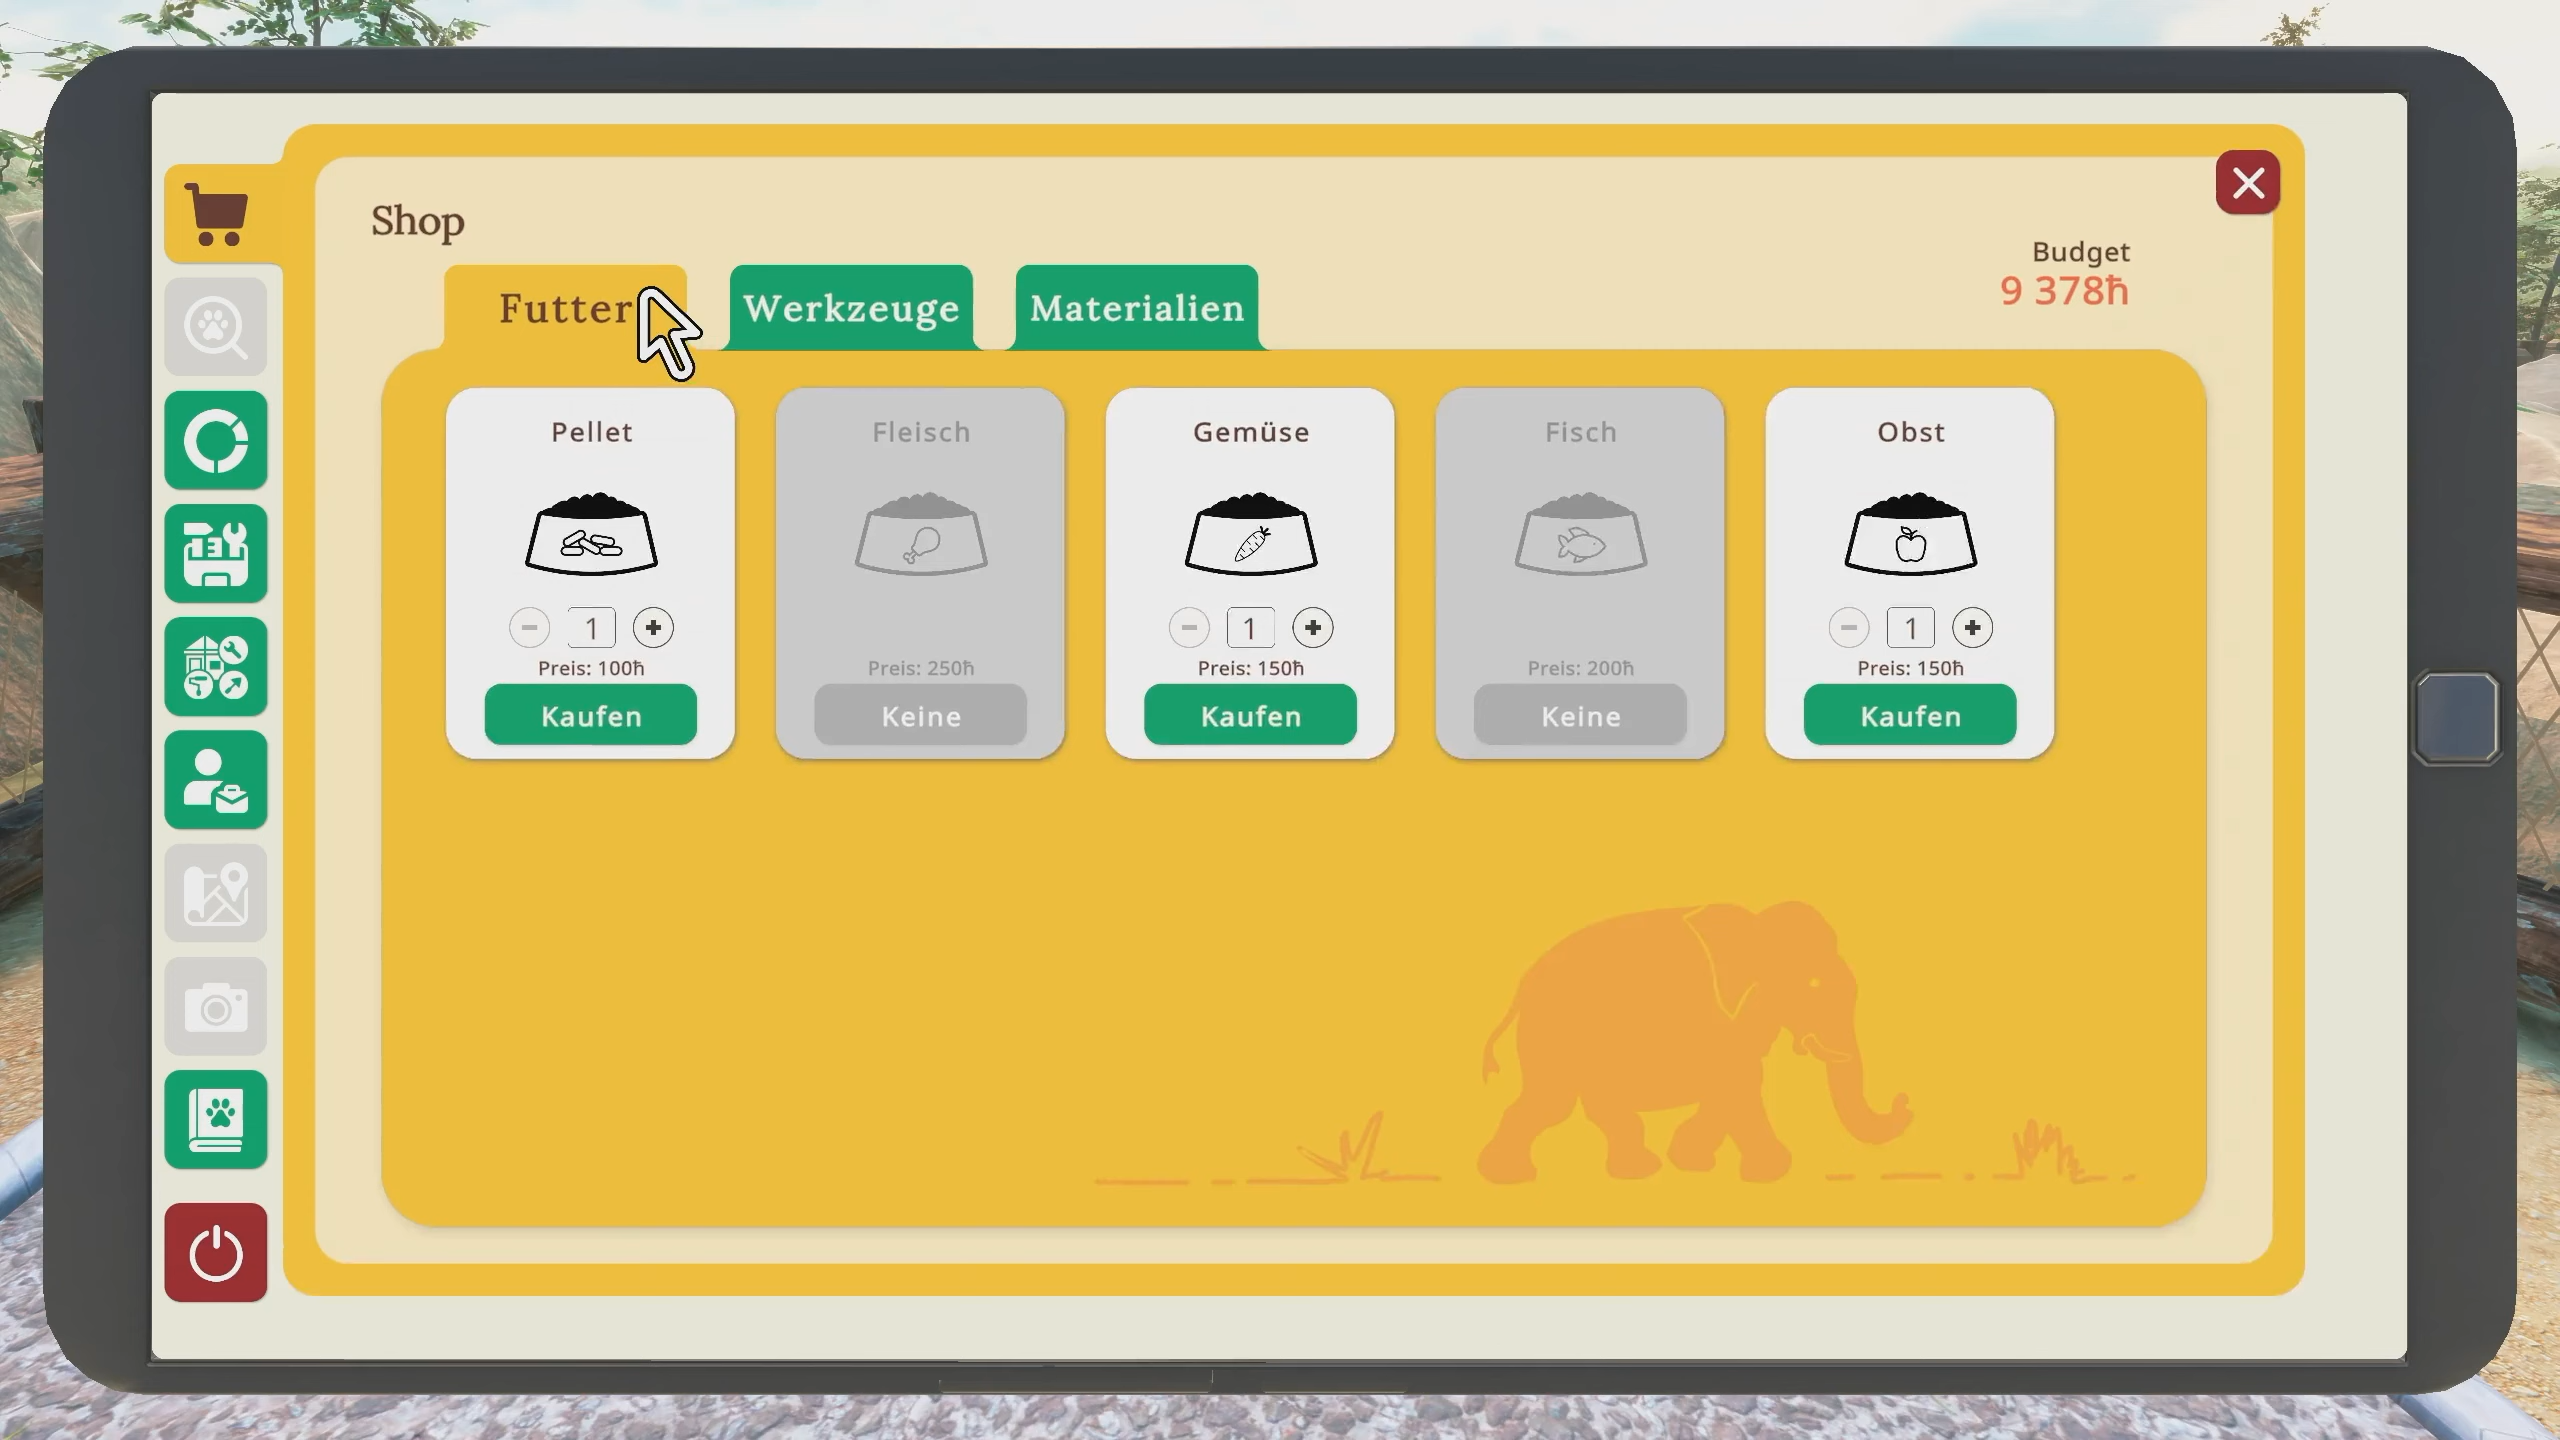 Shop
Budget
9 378ħ
Futter
Werkzeuge
Materialien
Pellet
1
Preis: 100ħ
Kaufen
Fleisch
Preis: 250ħ
Keine
Gemüse
1
Preis: 150ħ
Kaufen
Fisch
Preis: 200ħ
Keine
Obst
1
Preis: 150ħ
Kaufen